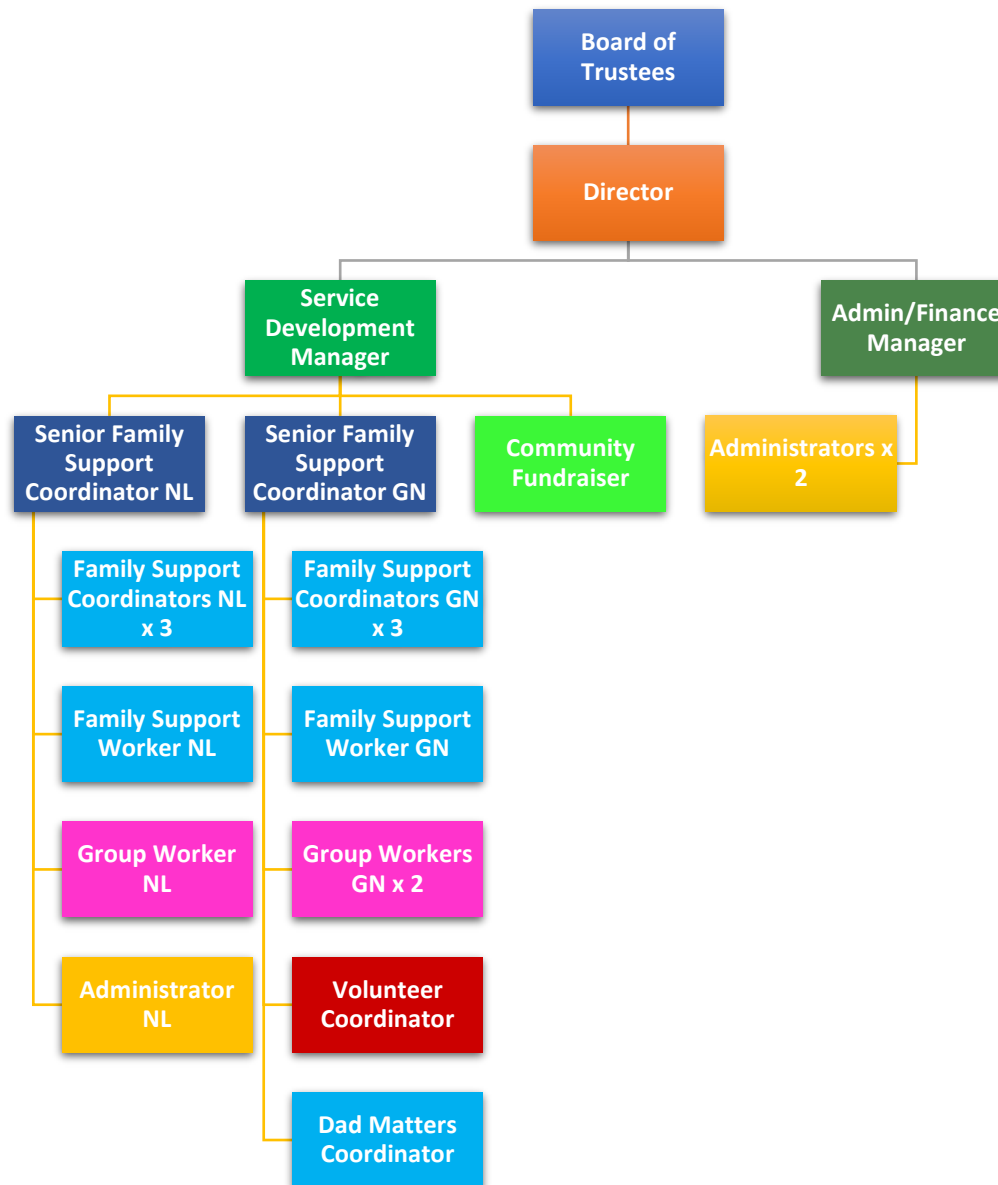 Board of
Trustees
Director
Service
Development
Manager
Admin/Finance
Manager
Senior Family
Support
Coordinator NL
Senior Family
Support
Coordinator GN
Community
Fundraiser
Administrators x
2
Family Support
Coordinators NL
x 3
Family Support
Coordinators GN
x 3
Family Support
Worker NL
Family Support
Worker GN
Group Worker
NL
Group Workers
GN x 2
Administrator
NL
Volunteer
Coordinator
Dad Matters
Coordinator